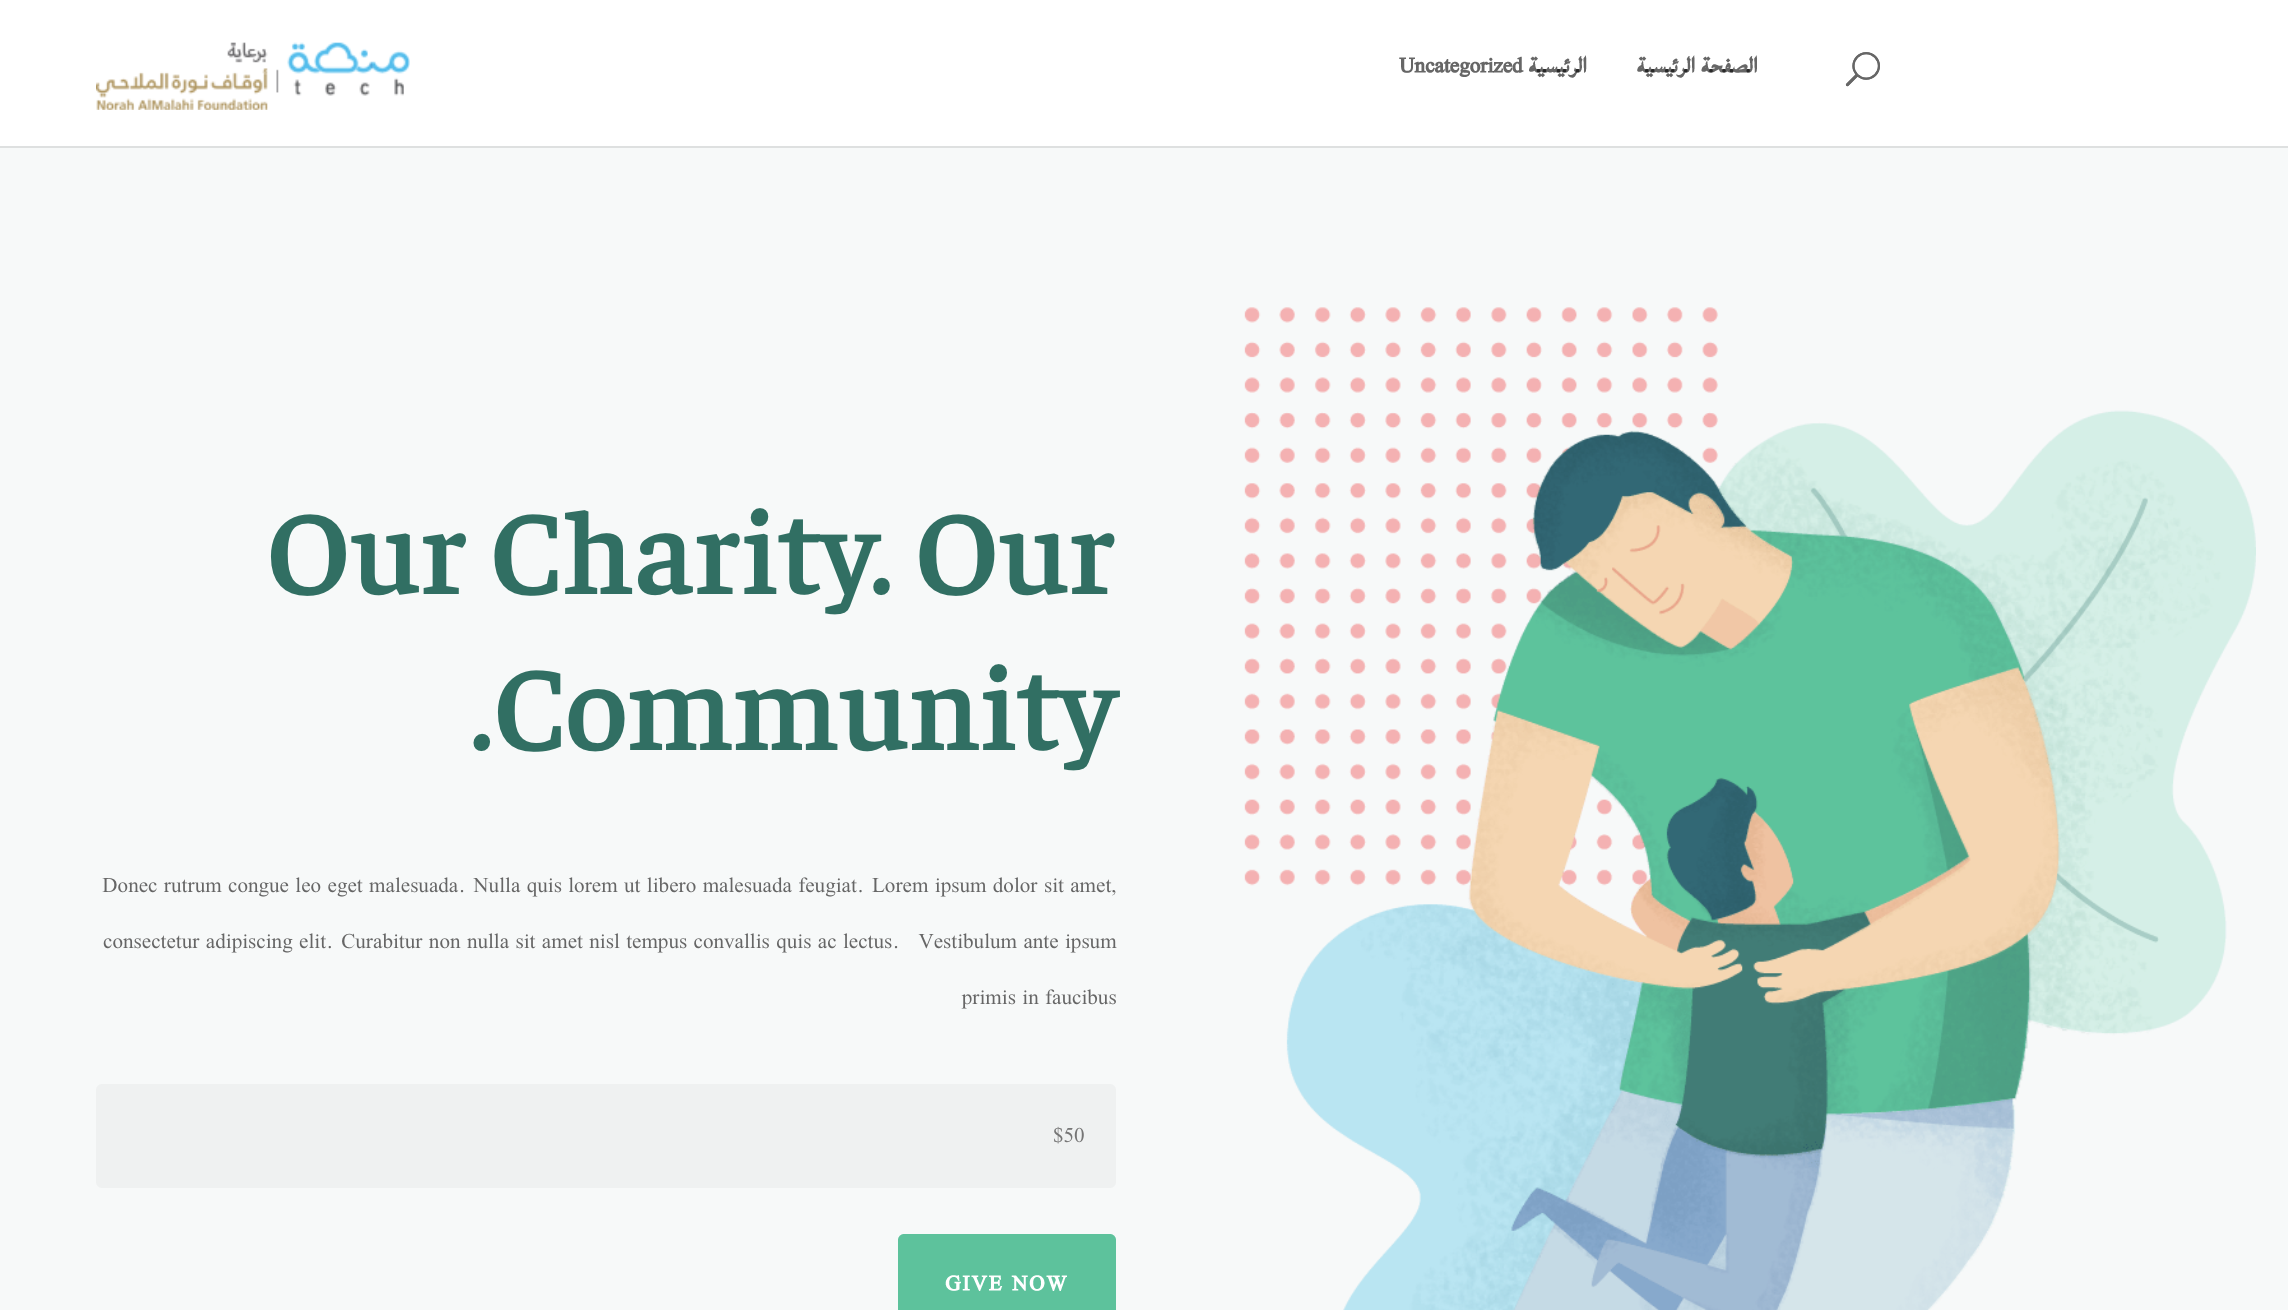 برعاية
أوقاف نورة الملاحي
Norah AlMalahi Foundation
منصة
tech
الرئيسية Uncategorized
الصفحة الرئيسية
Our Charity. Our
.Community
Donec rutrum congue leo eget malesuada. Nulla quis lorem ut libero malesuada feugiat. Lorem ipsum dolor sit amet,
consectetur adipiscing elit. Curabitur non nulla sit amet nisl tempus convallis quis ac lectus. Vestibulum ante ipsum
primis in faucibus
$50
GIVE NOW